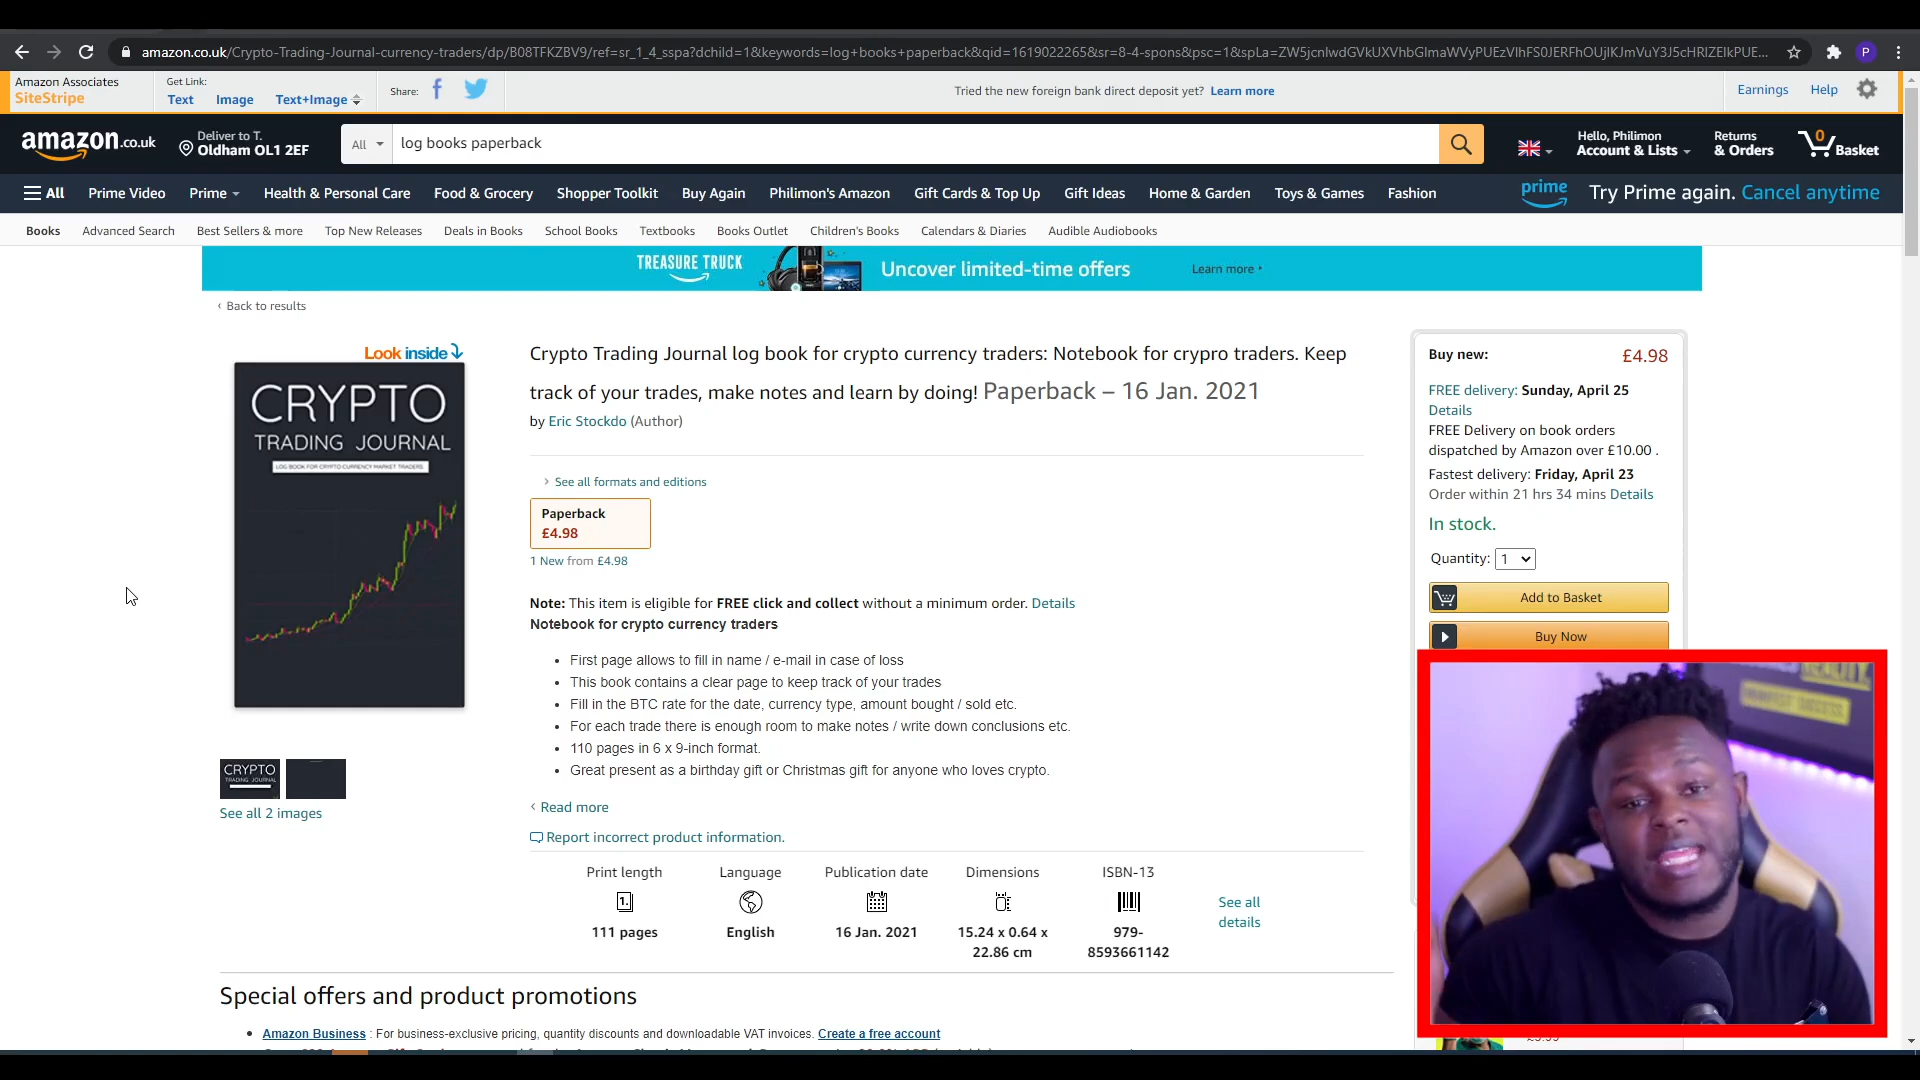 amazon.co.uk/Crypto-Trading-Journal-currency-traders/dp/B08TFKZBV9/ref=sr_1_4_sspa?dchild=1&keywords=log+books+paperback&qid=1619022265&sr=8-4-spons&psc=1&spLa=
P
Amazon Associates
SiteStripe
Get Link:
Text Image Text+Image
Share:
Tried the new foreign bank direct deposit yet? Learn more
Earnings Help
amazon.co.uk
Deliver to T.
Oldham OL1 2EF
All
log books paperback
Hello, Philimon
Account & Lists
Returns
& Orders
0
Basket
All Prime Video Prime Health & Personal Care Food & Grocery Shopper Toolkit Buy Again Philimon's Amazon Gift Cards & Top Up Gift Ideas Home & Garden Toys & Games Fashion
prime Try Prime again. Cancel anytime
Books Advanced Search Best Sellers & more Top New Releases Deals in Books School Books Textbooks Books Outlet Children's Books Calendars & Diaries Audible Audiobooks
TREASURE TRUCK Uncover limited-time offers Learn more
‹ Back to results
Look inside
CRYPTO
TRADING JOURNAL
LOG BOOK FOR CRYPTO CURRENCY MARKET TRADERS
CRYPTO
TRADING JOURNAL
See all 2 images
Crypto Trading Journal log book for crypto currency traders: Notebook for crypro traders. Keep
track of your trades, make notes and learn by doing! Paperback – 16 Jan. 2021
by Eric Stockdo (Author)
› See all formats and editions
Paperback
£4.98
1 New from £4.98
Note: This item is eligible for FREE click and collect without a minimum order. Details
Notebook for crypto currency traders
• First page allows to fill in name / e-mail in case of loss
• This book contains a clear page to keep track of your trades
• Fill in the BTC rate for the date, currency type, amount bought / sold etc.
• For each trade there is enough room to make notes / write down conclusions etc.
• 110 pages in 6 x 9-inch format.
• Great present as a birthday gift or Christmas gift for anyone who loves crypto.
‹ Read more
Report incorrect product information.
Print length
1.
111 pages
Language
English
Publication date
16 Jan. 2021
Dimensions
15.24 x 0.64 x
22.86 cm
ISBN-13
979-
8593661142
See all
details
Buy new: £4.98
FREE delivery: Sunday, April 25
Details
FREE Delivery on book orders
dispatched by Amazon over £10.00 .
Fastest delivery: Friday, April 23
Order within 21 hrs 34 mins Details
In stock.
Quantity: 1
Add to Basket
Buy Now
Special offers and product promotions
• Amazon Business : For business-exclusive pricing, quantity discounts and downloadable VAT invoices. Create a free account